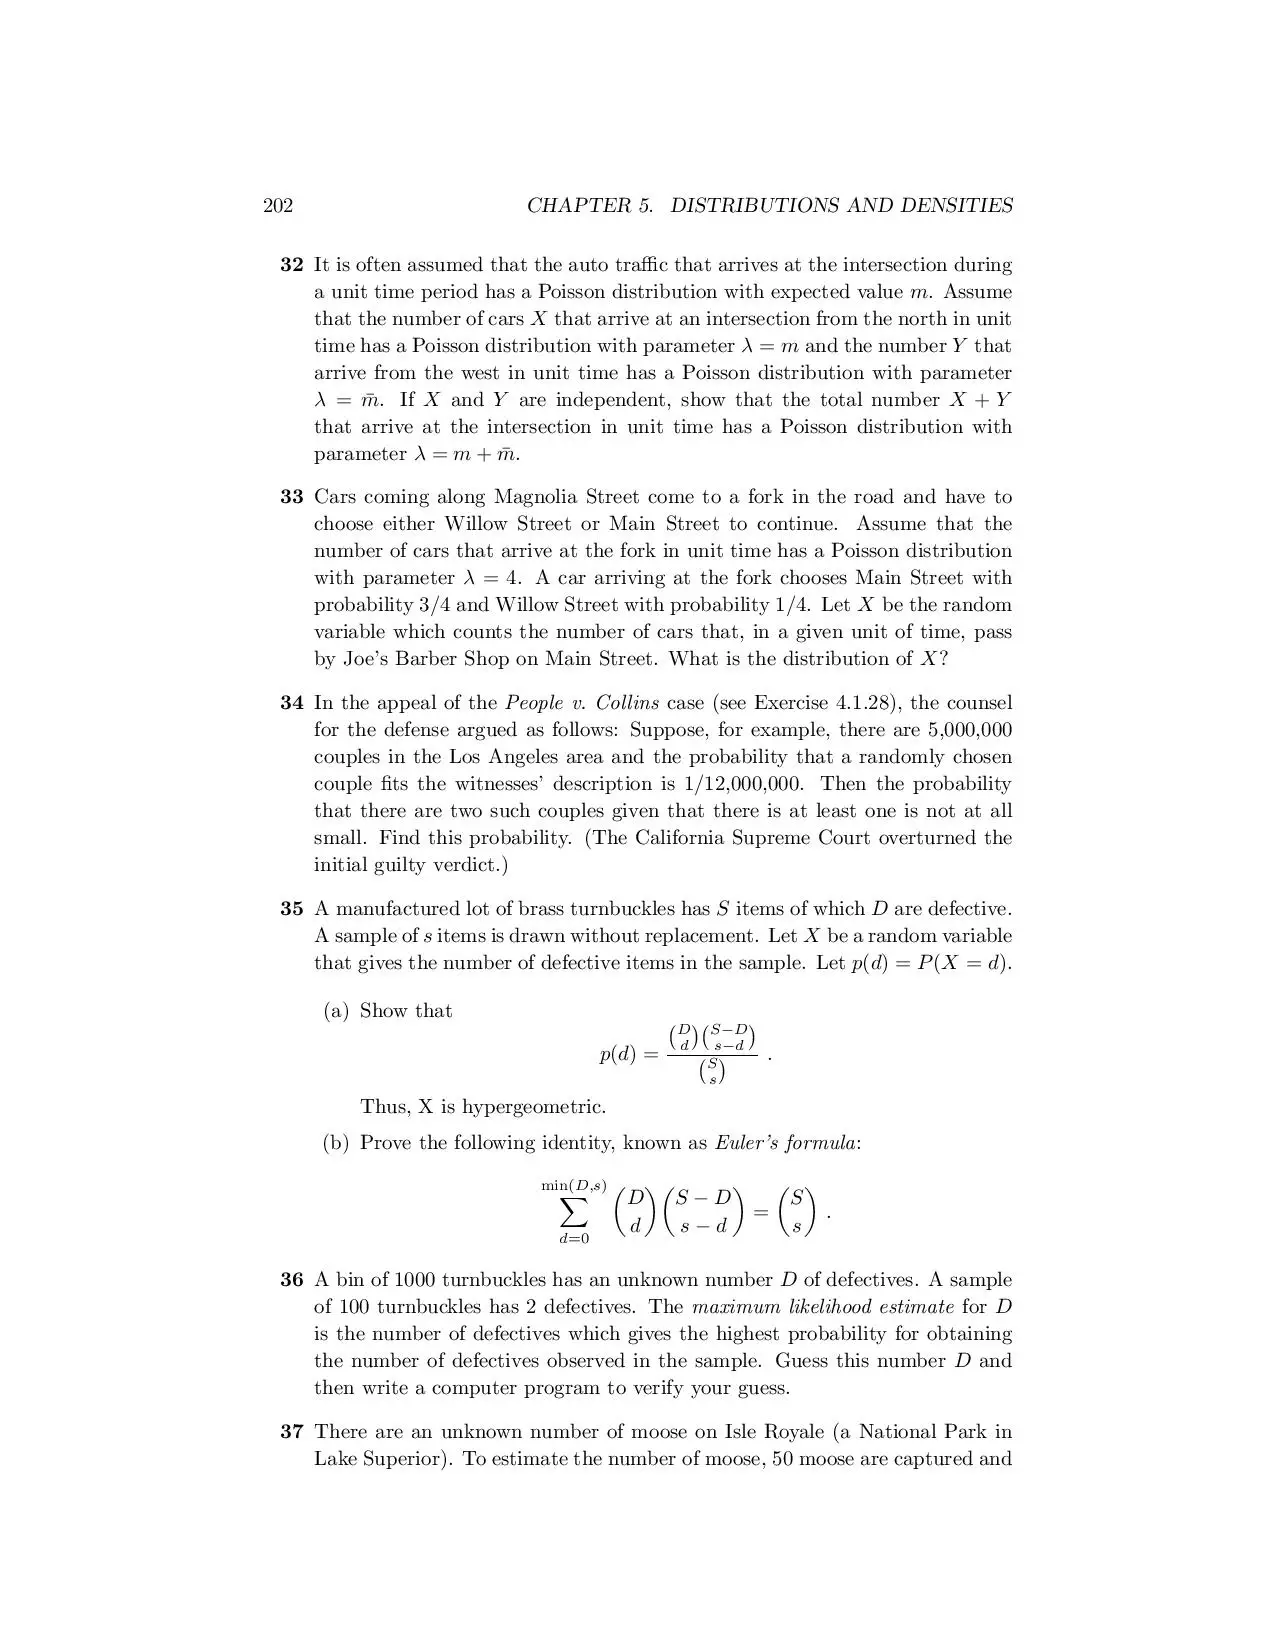 202 CHAPTER 5. DISTRIBUTIONS AND DENSITIES
32 It is often assumed that the auto traffic that arrives at the intersection during
a unit time period has a Poisson distribution with expected value m. Assume
that the number of cars X that arrive at an intersection from the north in unit
time has a Poisson distribution with parameter λ = m and the number Y that
arrive from the west in unit time has a Poisson distribution with parameter
λ = m̄. If X and Y are independent, show that the total number X + Y
that arrive at the intersection in unit time has a Poisson distribution with
parameter λ = m + m̄.
33 Cars coming along Magnolia Street come to a fork in the road and have to
choose either Willow Street or Main Street to continue. Assume that the
number of cars that arrive at the fork in unit time has a Poisson distribution
with parameter λ = 4. A car arriving at the fork chooses Main Street with
probability 3/4 and Willow Street with probability 1/4. Let X be the random
variable which counts the number of cars that, in a given unit of time, pass
by Joe's Barber Shop on Main Street. What is the distribution of X?
34 In the appeal of the People v. Collins case (see Exercise 4.1.28), the counsel
for the defense argued as follows: Suppose, for example, there are 5,000,000
couples in the Los Angeles area and the probability that a randomly chosen
couple fits the witnesses' description is 1/12,000,000. Then the probability
that there are two such couples given that there is at least one is not at all
small. Find this probability. (The California Supreme Court overturned the
initial guilty verdict.)
35 A manufactured lot of brass turnbuckles has S items of which D are defective.
A sample of s items is drawn without replacement. Let X be a random variable
that gives the number of defective items in the sample. Let p(d) = P(X = d).
(a) Show that
p(d) = \frac{\binom{D}{d}\binom{S-D}{s-d}}{\binom{S}{s}} .
Thus, X is hypergeometric.
(b) Prove the following identity, known as Euler's formula:
\sum_{d=0}^{\min(D,s)} \binom{D}{d}\binom{S-D}{s-d} = \binom{S}{s} .
36 A bin of 1000 turnbuckles has an unknown number D of defectives. A sample
of 100 turnbuckles has 2 defectives. The maximum likelihood estimate for D
is the number of defectives which gives the highest probability for obtaining
the number of defectives observed in the sample. Guess this number D and
then write a computer program to verify your guess.
37 There are an unknown number of moose on Isle Royale (a National Park in
Lake Superior). To estimate the number of moose, 50 moose are captured and